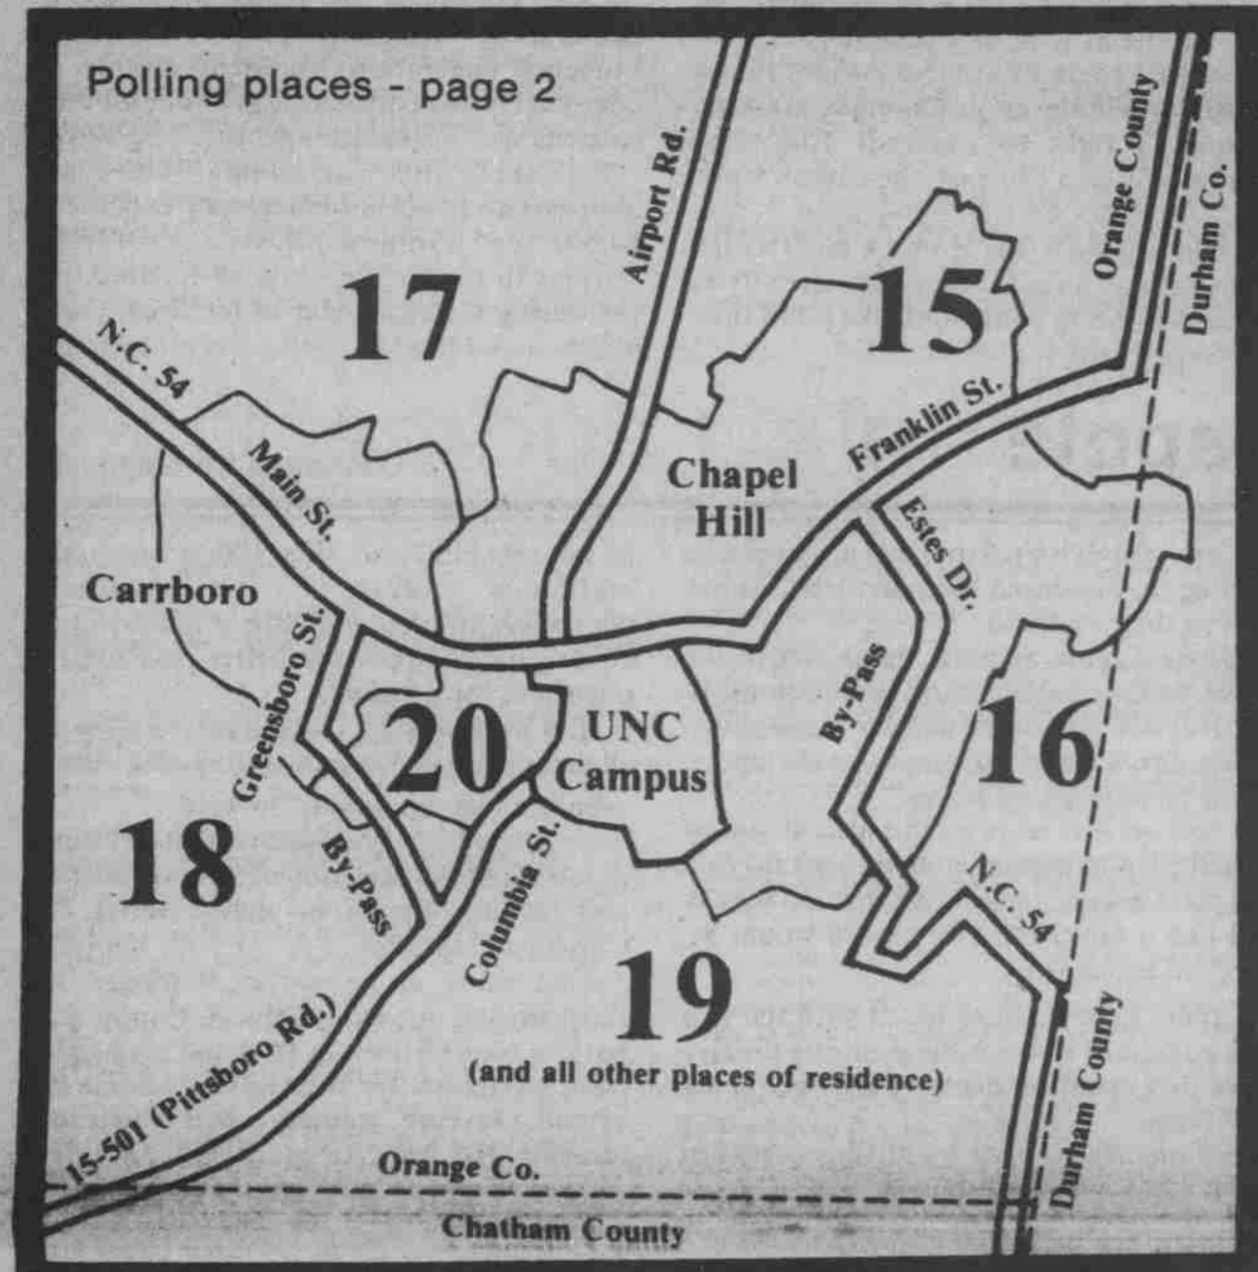 Polling places - page 2
Airport Rd.
Orange County
Durham Co.
17
15
N.C. 54
Main St.
Franklin St.
Chapel
Hill
Estes Dr.
Carrboro
Greensboro St.
By-Pass
20
UNC
Campus
16
18
By-Pass
Columbia St.
N.C. 54
19
(and all other places of residence)
15-501 (Pittsboro Rd.)
Durham County
Orange Co.
Chatham County